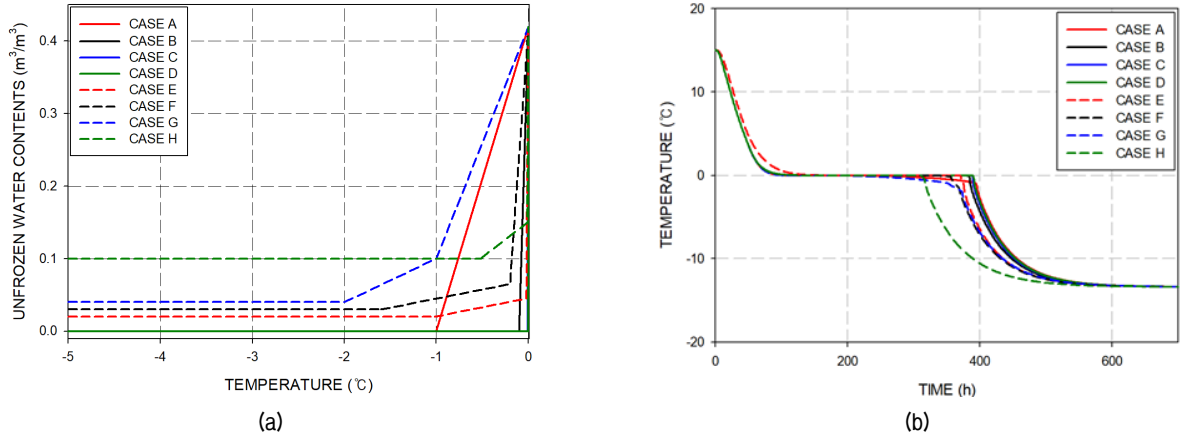 UNFROZEN WATER CONTENTS (m³/m³)
0.4
0.3
0.2
0.1
0.0
CASE A
CASE B
CASE C
CASE D
CASE E
CASE F
CASE G
CASE H
-5
-4
-3
-2
-1
0
TEMPERATURE (℃)
(a)
TEMPERATURE (℃)
20
10
0
-10
-20
CASE A
CASE B
CASE C
CASE D
CASE E
CASE F
CASE G
CASE H
0
200
400
600
TIME (h)
(b)